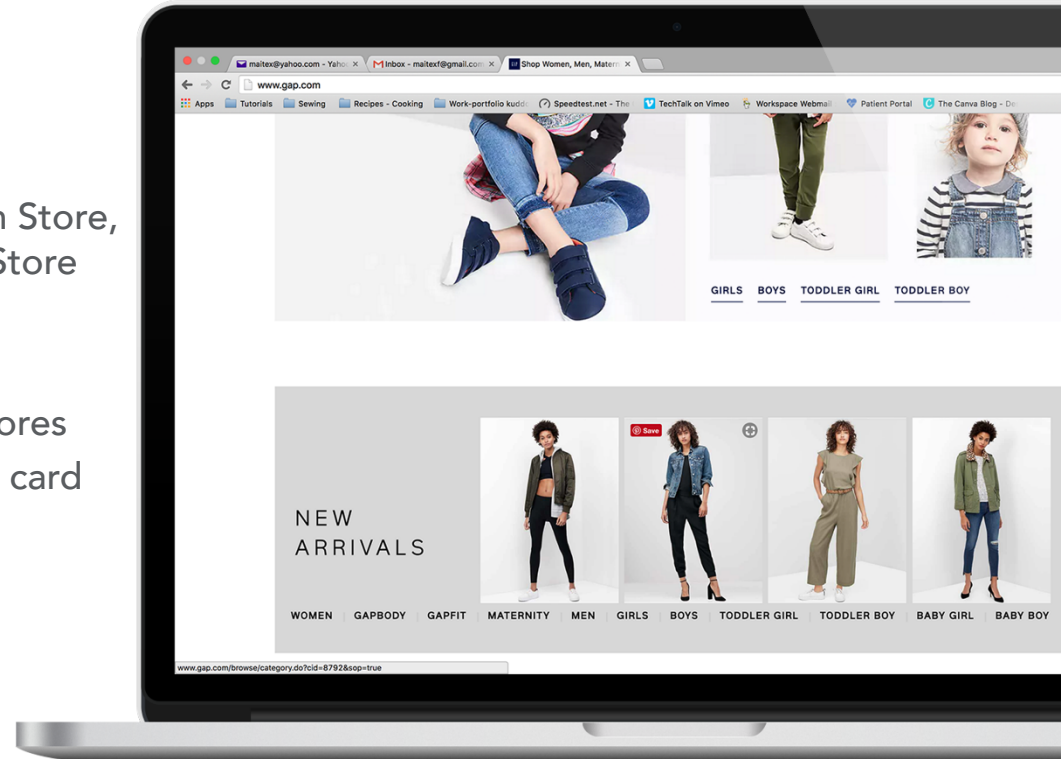 maitex@yahoo.com - Yahoo
Inbox - maitexf@gmail.com
Shop Women, Men, Matern
www.gap.com
Apps Tutorials Sewing Recipes - Cooking Work-portfolio kudd Speedtest.net - The TechTalk on Vimeo Workspace Webmail Patient Portal The Canva Blog - De
n Store,
Store
ores
card
GIRLS BOYS TODDLER GIRL TODDLER BOY
Save
NEW
ARRIVALS
WOMEN GAPBODY GAPFIT MATERNITY MEN GIRLS BOYS TODDLER GIRL TODDLER BOY BABY GIRL BABY BOY
www.gap.com/browse/category.do?cid=8792&sop=true